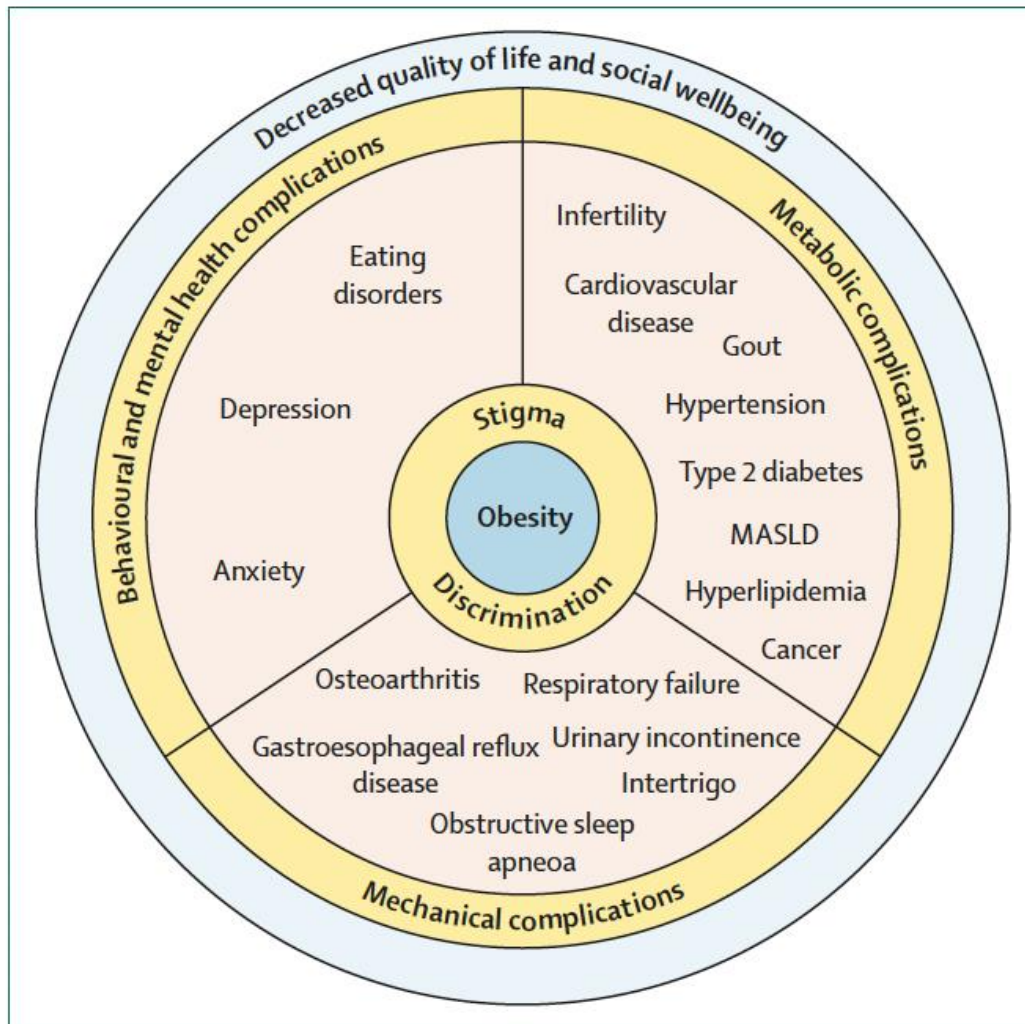 Decreased quality of life and social wellbeing
Behavioural and mental health complications
Metabolic complications
Infertility
Eating
disorders
Cardiovascular
disease
Gout
Depression
Hypertension
Stigma
Type 2 diabetes
Obesity
MASLD
Anxiety
Discrimination
Hyperlipidemia
Cancer
Osteoarthritis
Respiratory failure
Gastroesophageal reflux
disease
Urinary incontinence
Intertrigo
Obstructive sleep
apneoa
Mechanical complications